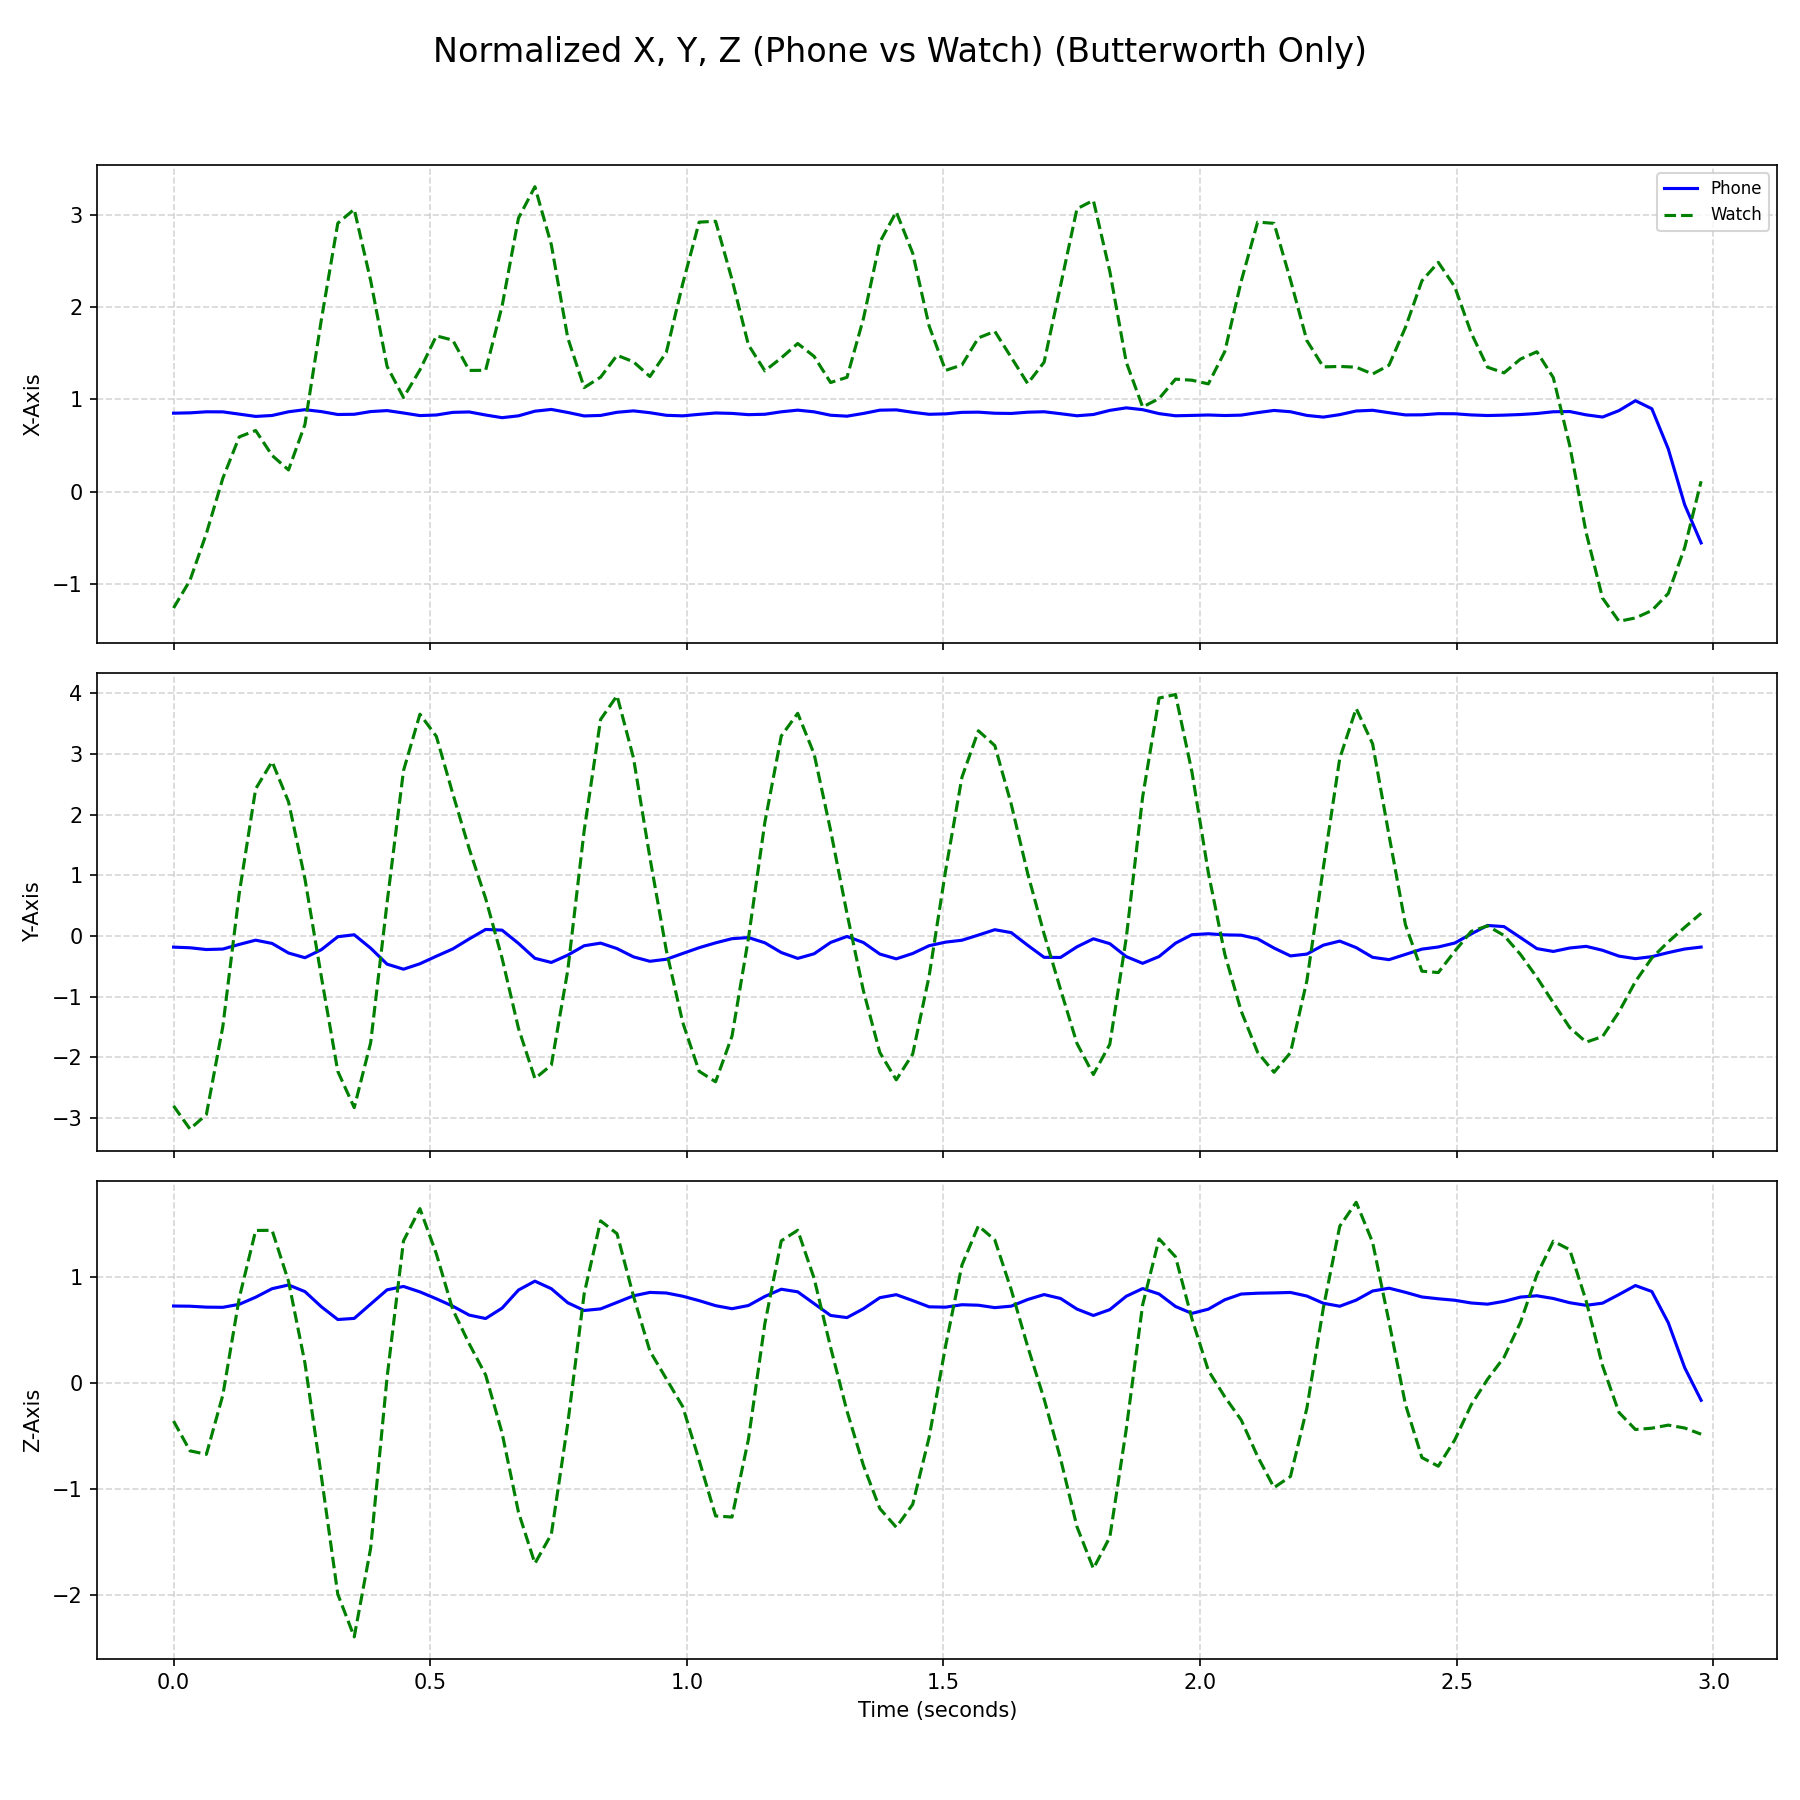 Normalized X, Y, Z (Phone vs Watch) (Butterworth Only)
Phone
Watch
X-Axis
3
2
1
0
−1
Y-Axis
4
3
2
1
0
−1
−2
−3
Z-Axis
1
0
−1
−2
0.0 0.5 1.0 1.5 2.0 2.5 3.0
Time (seconds)